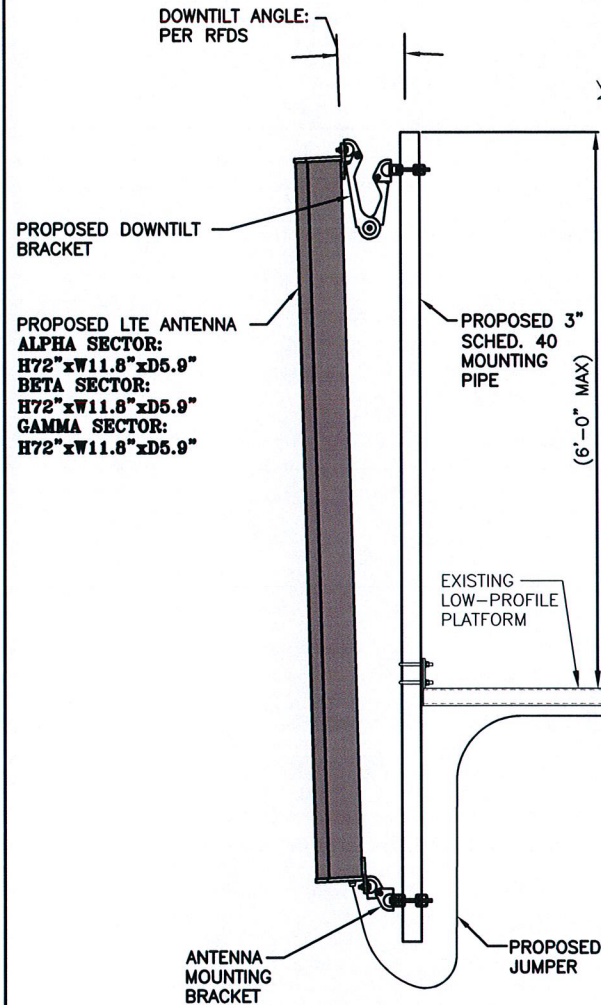 DOWNTILT ANGLE:
PER RFDS
PROPOSED DOWNTILT
BRACKET
PROPOSED LTE ANTENNA
ALPHA SECTOR:
H72"xW11.8"xD5.9"
BETA SECTOR:
H72"xW11.8"xD5.9"
GAMMA SECTOR:
H72"xW11.8"xD5.9"
PROPOSED 3"
SCHED. 40
MOUNTING
PIPE
(6'-0" MAX)
EXISTING
LOW-PROFILE
PLATFORM
ANTENNA
MOUNTING
BRACKET
PROPOSED
JUMPER